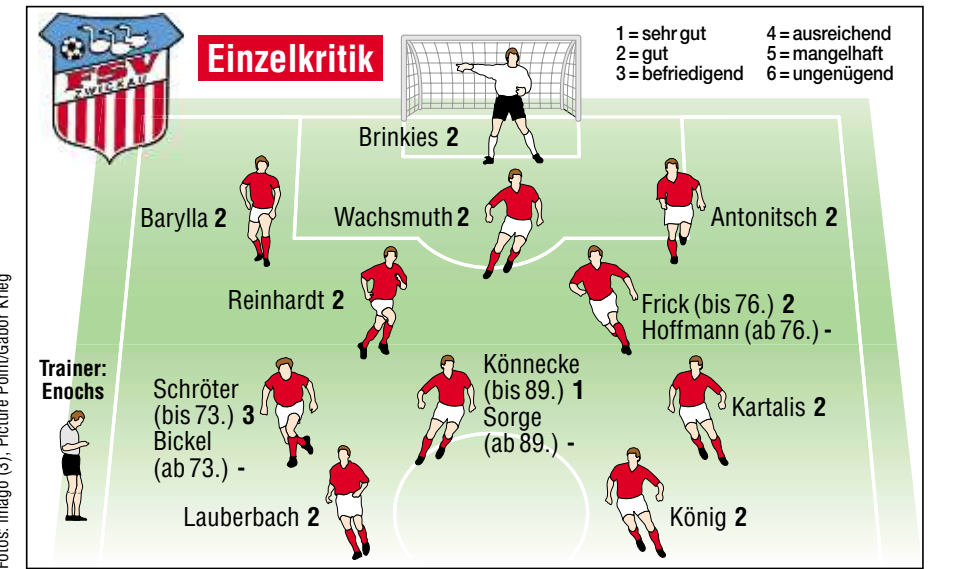 FSV
ZWICKAU
Einzelkritik
1 = sehr gut
2 = gut
3 = befriedigend
4 = ausreichend
5 = mangelhaft
6 = ungenügend
Brinkies 2
Barylla 2
Wachsmuth 2
Antonitsch 2
Reinhardt 2
Frick (bis 76.) 2
Hoffmann (ab 76.) -
Trainer:
Enochs
Schröter
(bis 73.) 3
Bickel
(ab 73.) -
Könnecke
(bis 89.) 1
Sorge
(ab 89.) -
Kartalis 2
Lauberbach 2
König 2
Fotos: Imago (3), Picture Point/Gabor Krieg